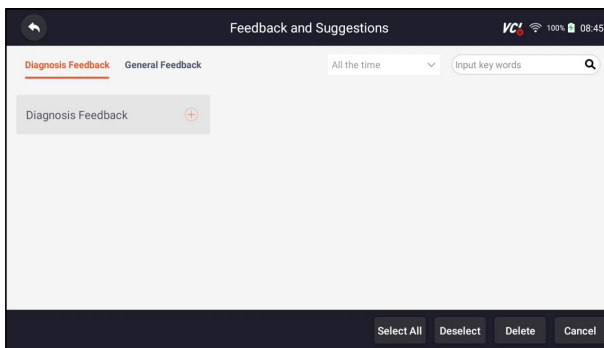 Feedback and Suggestions
VCI 100% 08:45
Diagnosis Feedback General Feedback All the time Input key words
Diagnosis Feedback
Select All Deselect Delete Cancel